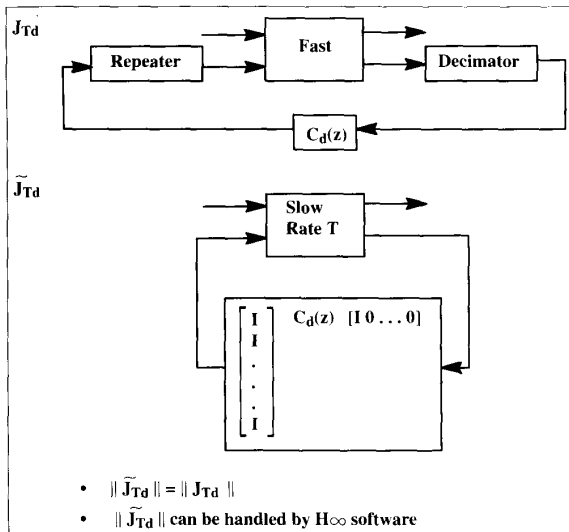 J_Td
Fast
Repeater
Decimator
C_d(z)
J̃_Td
Slow
Rate T
I
I
.
.
.
I
C_d(z) [I 0 . . . 0]
• ‖ J̃_Td ‖ = ‖ J_Td ‖
• ‖ J̃_Td ‖ can be handled by H∞ software